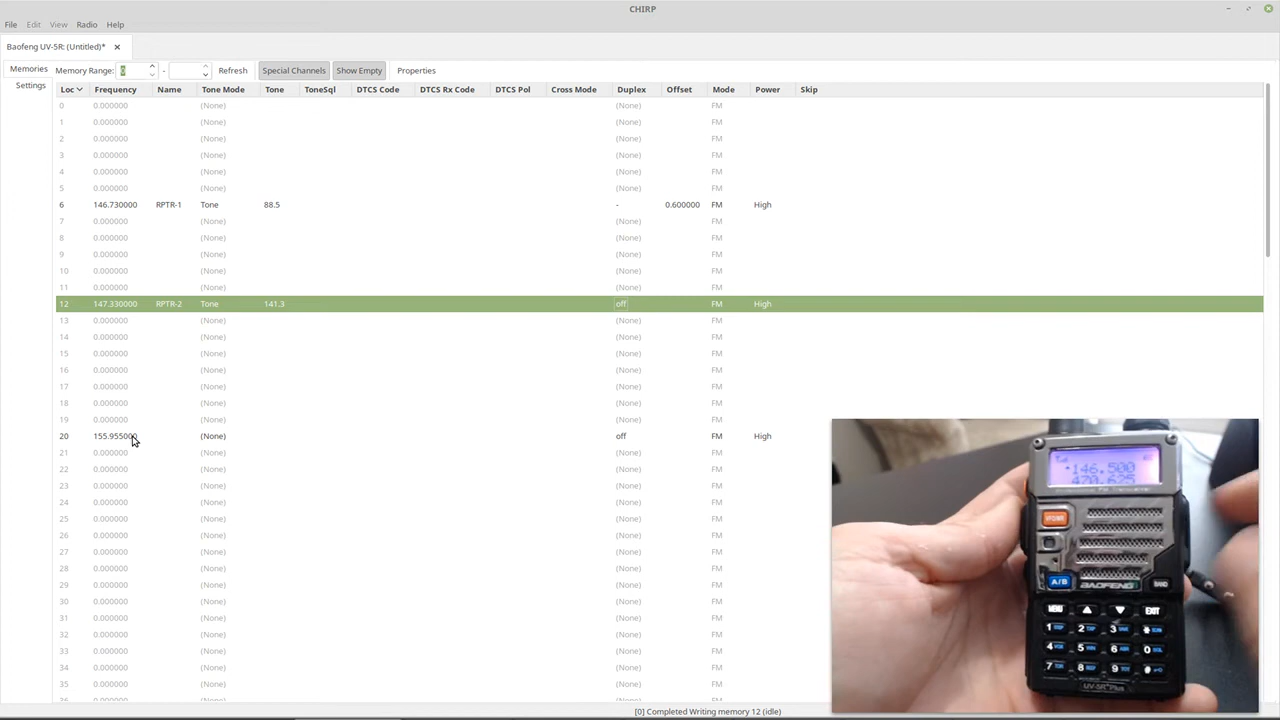 CHIRP
File Edit View Radio Help
Baofeng UV-5R: (Untitled)*
Memories Memory Range: 0 - Refresh Special Channels Show Empty Properties
Settings
Loc Frequency Name Tone Mode Tone ToneSql DTCS Code DTCS Rx Code DTCS Pol Cross Mode Duplex Offset Mode Power Skip
0 0.000000 (None) (None) FM
1 0.000000 (None) (None) FM
2 0.000000 (None) (None) FM
3 0.000000 (None) (None) FM
4 0.000000 (None) (None) FM
5 0.000000 (None) (None) FM
6 146.730000 RPTR-1 Tone 88.5 - 0.600000 FM High
7 0.000000 (None) (None) FM
8 0.000000 (None) (None) FM
9 0.000000 (None) (None) FM
10 0.000000 (None) (None) FM
11 0.000000 (None) (None) FM
12 147.330000 RPTR-2 Tone 141.3 off FM High
13 0.000000 (None) (None) FM
14 0.000000 (None) (None) FM
15 0.000000 (None) (None) FM
16 0.000000 (None) (None) FM
17 0.000000 (None) (None) FM
18 0.000000 (None) (None) FM
19 0.000000 (None) (None) FM
20 155.955000 (None) off FM High
21 0.000000 (None) (None) FM
22 0.000000 (None) (None) FM
23 0.000000 (None) (None) FM
24 0.000000 (None) (None) FM
25 0.000000 (None) (None) FM
26 0.000000 (None) (None) FM
27 0.000000 (None) (None) FM
28 0.000000 (None) (None) FM
29 0.000000 (None) (None) FM
30 0.000000 (None) (None) FM
31 0.000000 (None) (None) FM
32 0.000000 (None) (None) FM
33 0.000000 (None) (None) FM
34 0.000000 (None) (None) FM
35 0.000000 (None) (None) FM
[0] Completed Writing memory 12 (idle)
146.500
470.625
VFO/MR
A/B BAOFENG BAND
MENU ▲ ▼ EXIT
1 2 3 *
4 5 6 0
7 8 9 #
UV-5R Plus